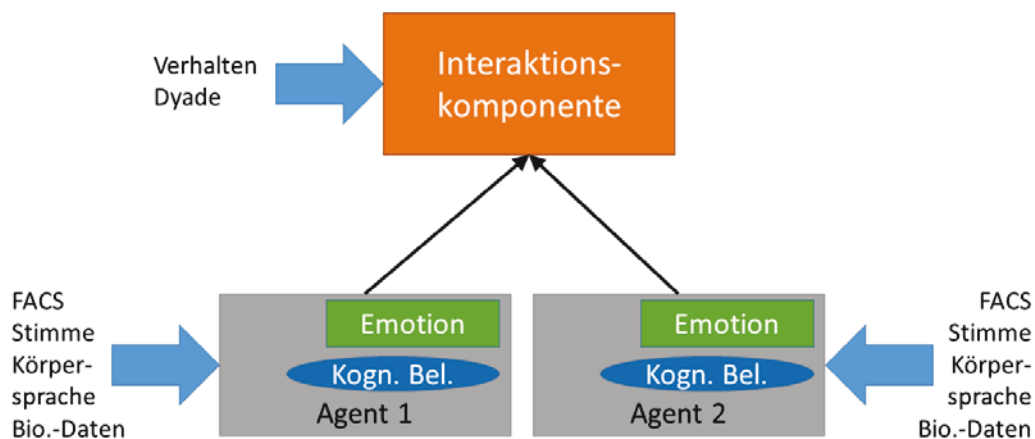 Verhalten
Dyade
Interaktions-
komponente
FACS
Stimme
Körper-
sprache
Bio.-Daten
Emotion
Kogn. Bel.
Agent 1
Emotion
Kogn. Bel.
Agent 2
FACS
Stimme
Körper-
sprache
Bio.-Daten